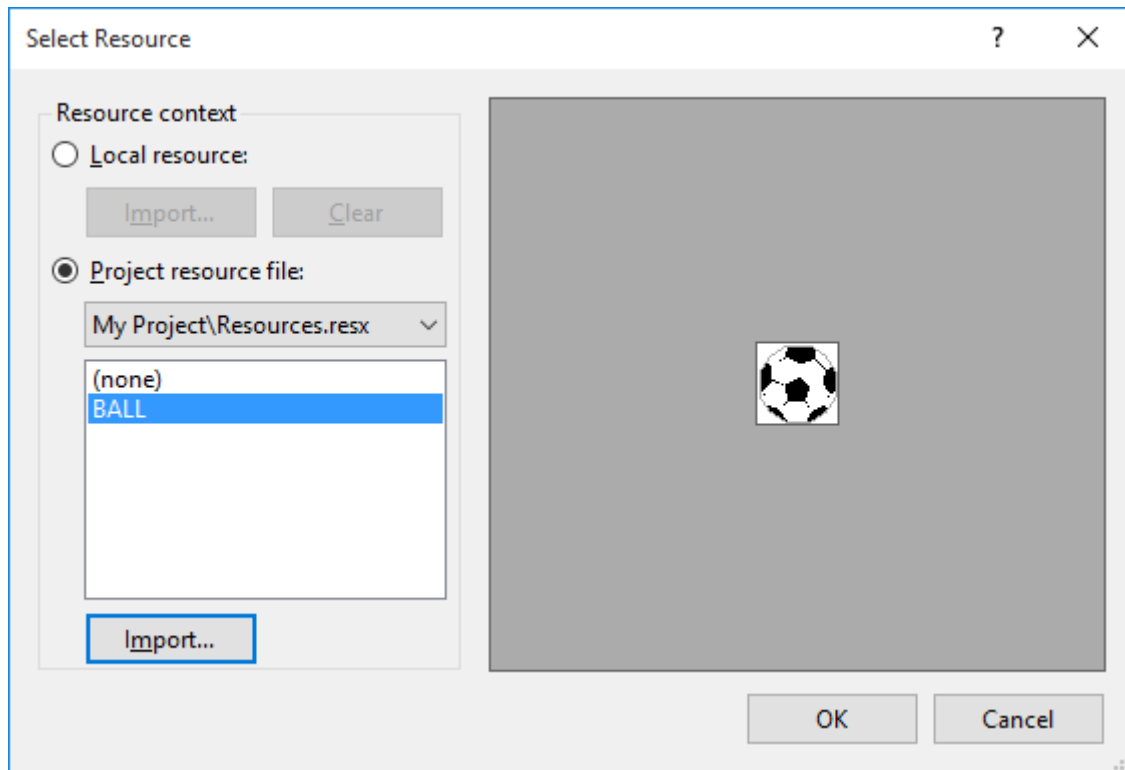 Select Resource
?
Resource context
Local resource:
Import...
Clear
Project resource file:
My Project\Resources.resx
(none)
BALL
Import...
OK
Cancel